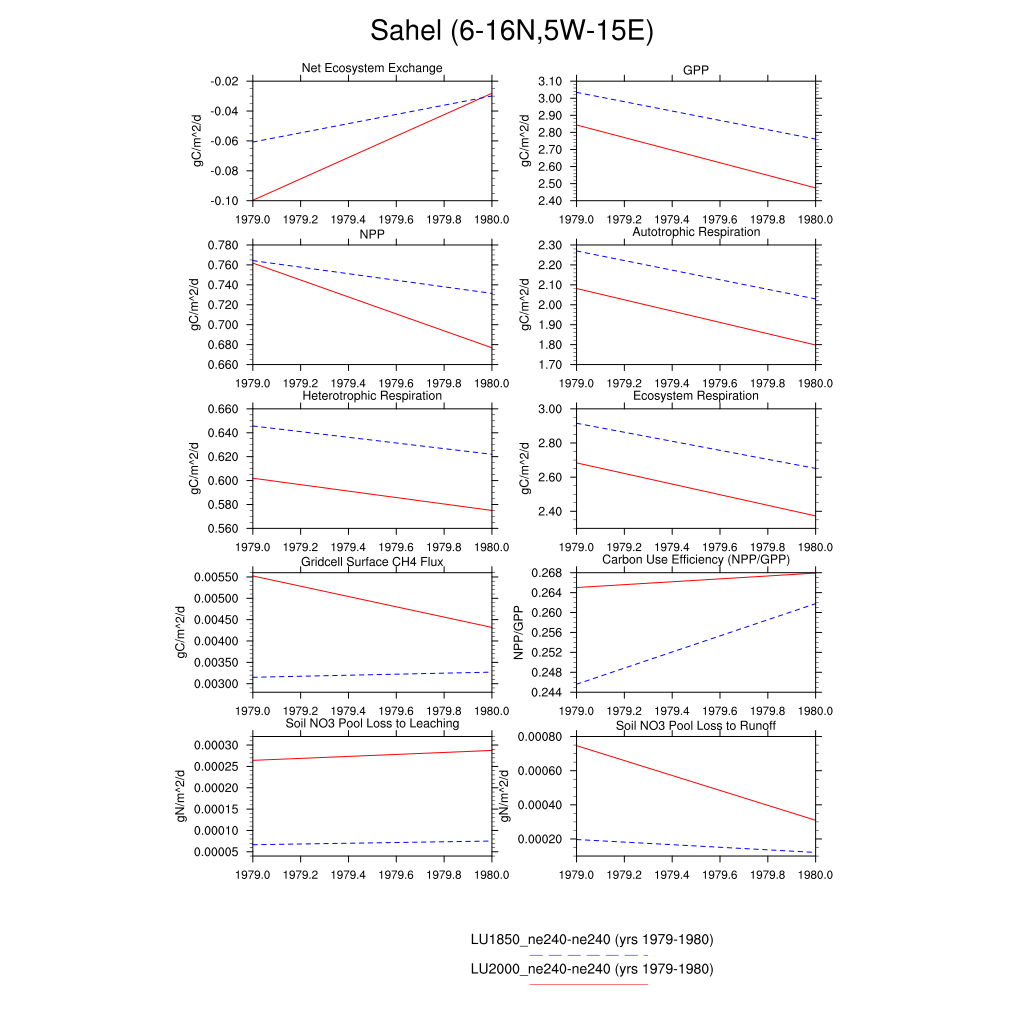 Sahel (6-16N,5W-15E)
Net Ecosystem Exchange
gC/m^2/d
-0.02
-0.04
-0.06
-0.08
-0.10
1979.0 1979.2 1979.4 1979.6 1979.8 1980.0
GPP
gC/m^2/d
3.10
3.00
2.90
2.80
2.70
2.60
2.50
2.40
1979.0 1979.2 1979.4 1979.6 1979.8 1980.0
NPP
gC/m^2/d
0.780
0.760
0.740
0.720
0.700
0.680
0.660
1979.0 1979.2 1979.4 1979.6 1979.8 1980.0
Autotrophic Respiration
gC/m^2/d
2.30
2.20
2.10
2.00
1.90
1.80
1.70
1979.0 1979.2 1979.4 1979.6 1979.8 1980.0
Heterotrophic Respiration
gC/m^2/d
0.660
0.640
0.620
0.600
0.580
0.560
1979.0 1979.2 1979.4 1979.6 1979.8 1980.0
Ecosystem Respiration
gC/m^2/d
3.00
2.80
2.60
2.40
1979.0 1979.2 1979.4 1979.6 1979.8 1980.0
Gridcell Surface CH4 Flux
gC/m^2/d
0.00550
0.00500
0.00450
0.00400
0.00350
0.00300
1979.0 1979.2 1979.4 1979.6 1979.8 1980.0
Carbon Use Efficiency (NPP/GPP)
NPP/GPP
0.268
0.264
0.260
0.256
0.252
0.248
0.244
1979.0 1979.2 1979.4 1979.6 1979.8 1980.0
Soil NO3 Pool Loss to Leaching
gN/m^2/d
0.00030
0.00025
0.00020
0.00015
0.00010
0.00005
1979.0 1979.2 1979.4 1979.6 1979.8 1980.0
Soil NO3 Pool Loss to Runoff
gN/m^2/d
0.00080
0.00060
0.00040
0.00020
1979.0 1979.2 1979.4 1979.6 1979.8 1980.0
LU1850_ne240-ne240 (yrs 1979-1980)
LU2000_ne240-ne240 (yrs 1979-1980)